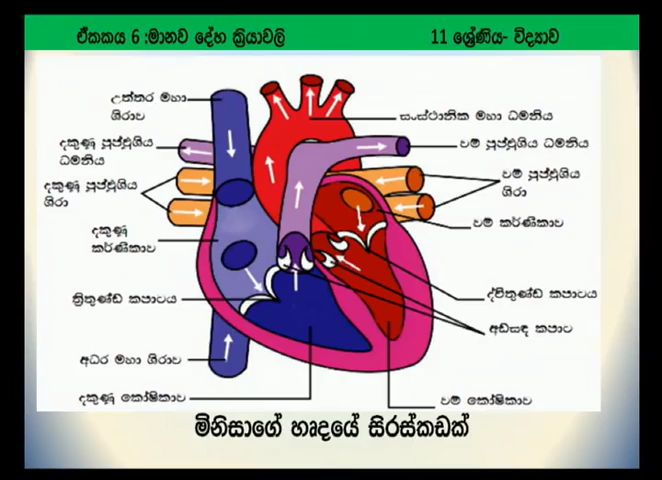 ඒකකය 6 :මානව දේහ ක්‍රියාවලි
11 ශ්‍රේණිය- විද්‍යාව
උත්තර මහා
ශිරාව
දකුණු පුප්ඵුශීය
ධමනිය
දකුණු පුප්ඵුශීය
ශිරා
දකුණු
කර්ණිකාව
ත්‍රිතුණ්ඩ කපාටය
අධර මහා ශිරාව
දකුණු කෝෂිකාව
සංස්ථානික මහා ධමනිය
වම් පුප්ඵුශීය ධමනිය
වම් පුප්ඵුශීය
ශිරා
වම් කර්ණිකාව
ද්විතුණ්ඩ කපාටය
අඩසඳ කපාට
වම් කෝෂිකාව
මිනිසාගේ හෘදයේ සිරස්කඩක්